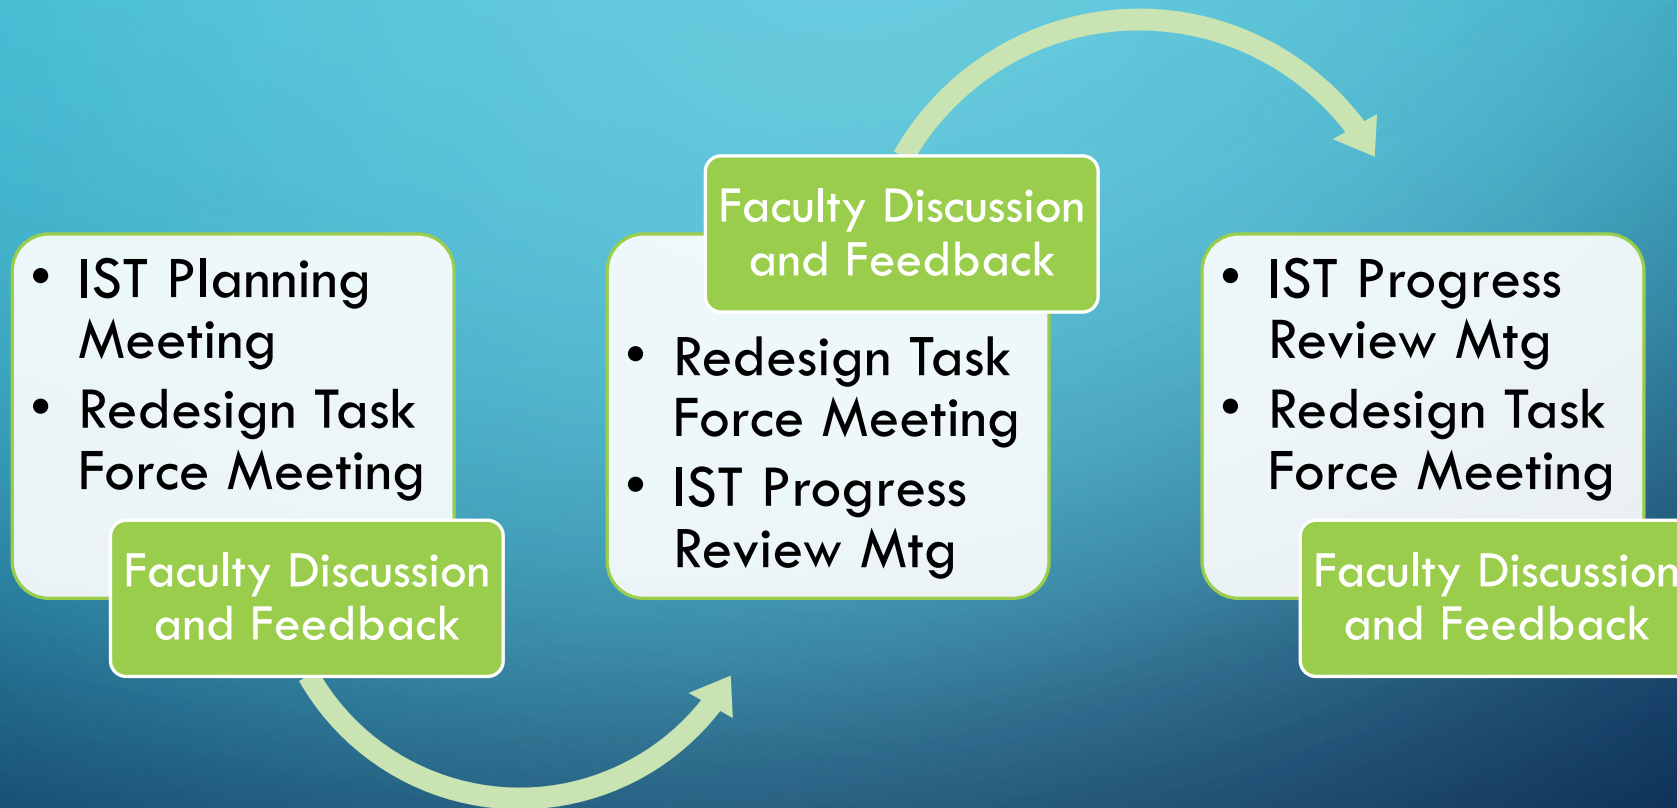 • IST Planning
Meeting
• Redesign Task
Force Meeting
Faculty Discussion
and Feedback
Faculty Discussion
and Feedback
• Redesign Task
Force Meeting
• IST Progress
Review Mtg
• IST Progress
Review Mtg
• Redesign Task
Force Meeting
Faculty Discussion
and Feedback